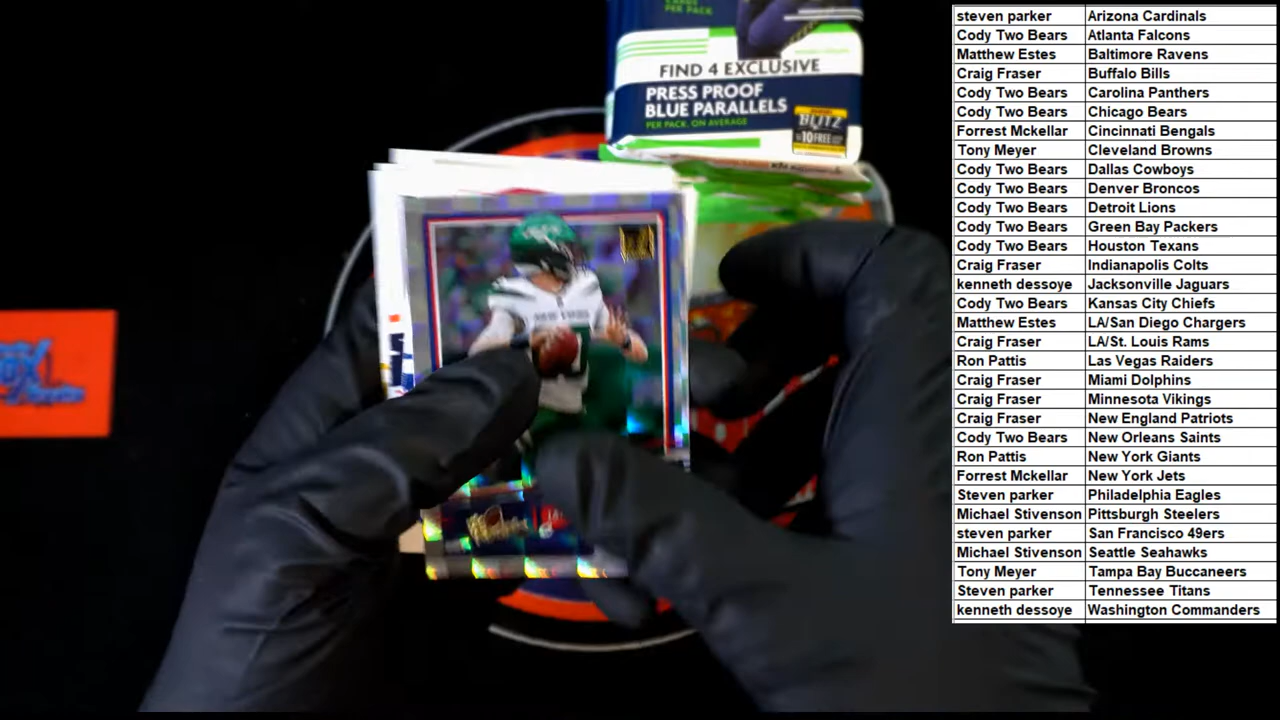 CARDS
PER PACK
FIND 4 EXCLUSIVE
PRESS PROOF
BLUE PARALLELS
PER PACK, ON AVERAGE
BLITZ
10 FREE
NEW YORK
steven parker Arizona Cardinals
Cody Two Bears Atlanta Falcons
Matthew Estes Baltimore Ravens
Craig Fraser Buffalo Bills
Cody Two Bears Carolina Panthers
Cody Two Bears Chicago Bears
Forrest Mckellar Cincinnati Bengals
Tony Meyer Cleveland Browns
Cody Two Bears Dallas Cowboys
Cody Two Bears Denver Broncos
Cody Two Bears Detroit Lions
Cody Two Bears Green Bay Packers
Cody Two Bears Houston Texans
Craig Fraser Indianapolis Colts
kenneth dessoye Jacksonville Jaguars
Cody Two Bears Kansas City Chiefs
Matthew Estes LA/San Diego Chargers
Craig Fraser LA/St. Louis Rams
Ron Pattis Las Vegas Raiders
Craig Fraser Miami Dolphins
Craig Fraser Minnesota Vikings
Craig Fraser New England Patriots
Cody Two Bears New Orleans Saints
Ron Pattis New York Giants
Forrest Mckellar New York Jets
Steven parker Philadelphia Eagles
Michael Stivenson Pittsburgh Steelers
steven parker San Francisco 49ers
Michael Stivenson Seattle Seahawks
Tony Meyer Tampa Bay Buccaneers
Steven parker Tennessee Titans
kenneth dessoye Washington Commanders